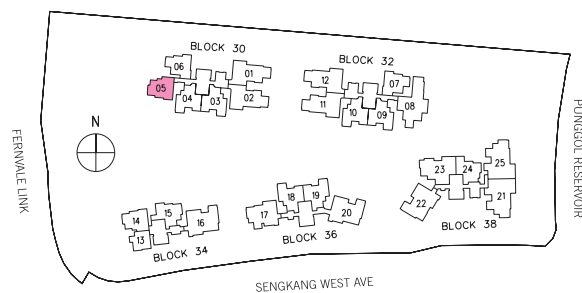 BLOCK 30
BLOCK 32
06
01
05
04
03
02
12
07
11
10
09
08
N
FERNVALE LINK
PUNGGOL RESERVOIR
23
24
25
22
21
BLOCK 38
18
19
17
20
BLOCK 36
14
15
16
13
BLOCK 34
SENGKANG WEST AVE